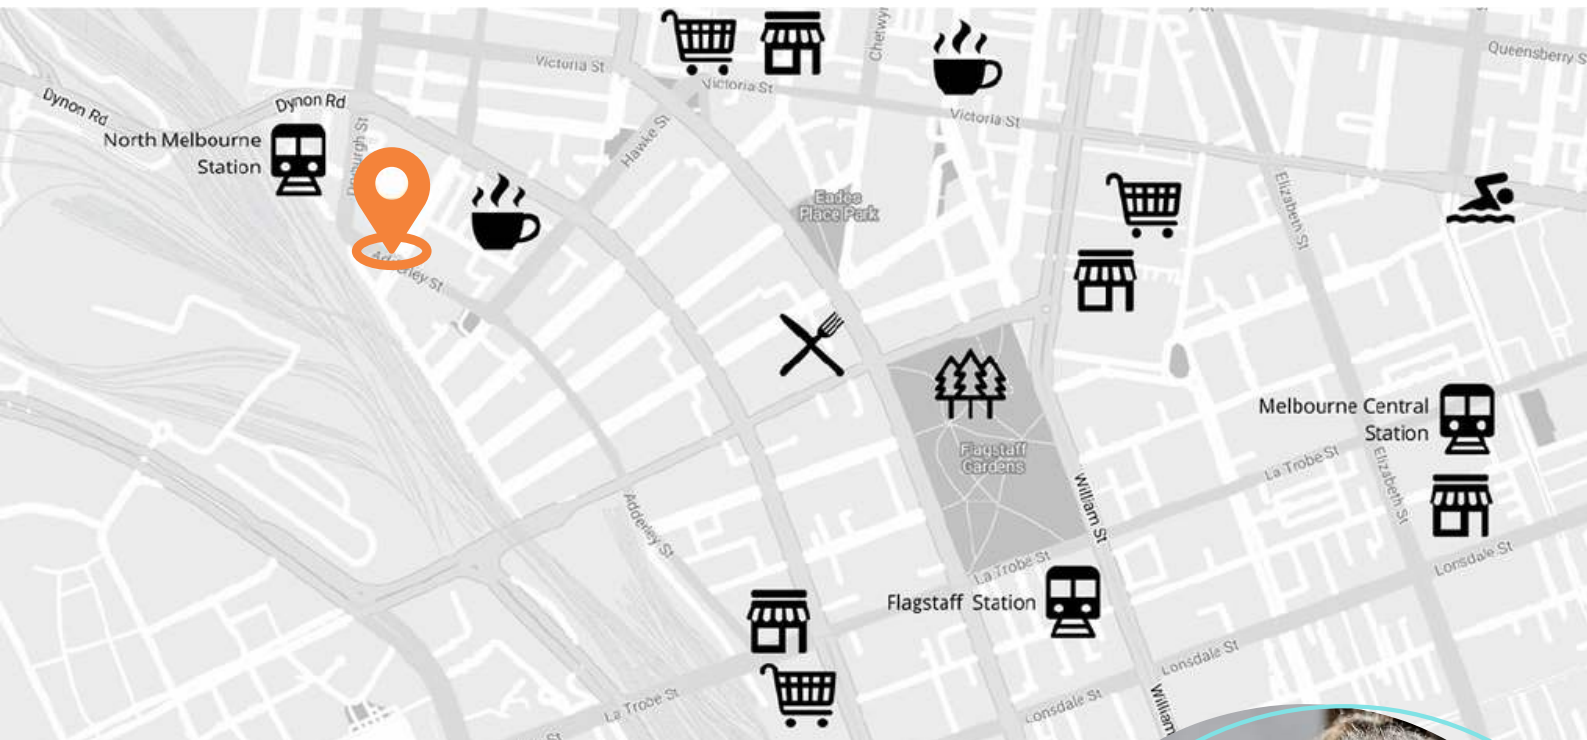 Victoria St
Chetwyn
Queensberry S
Dynon Rd
Dynon Rd
Victoria St
Victoria St
North Melbourne
Station
Hawke St
Eades
Place Park
Elizabeth St
Adderley St
Flagstaff
Gardens
Melbourne Central
Station
La Trobe St
Elizabeth St
William St
Adderley St
La Trobe St
Lonsdale St
Flagstaff Station
Lonsdale St
Lonsdale St
William
La Trobe St
St